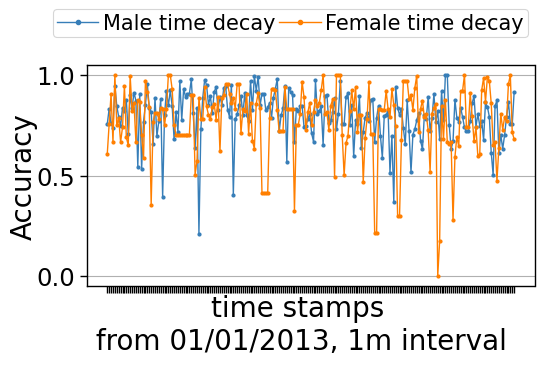 Male time decay Female time decay
1.0
0.5
0.0
Accuracy
time stamps
from 01/01/2013, 1m interval